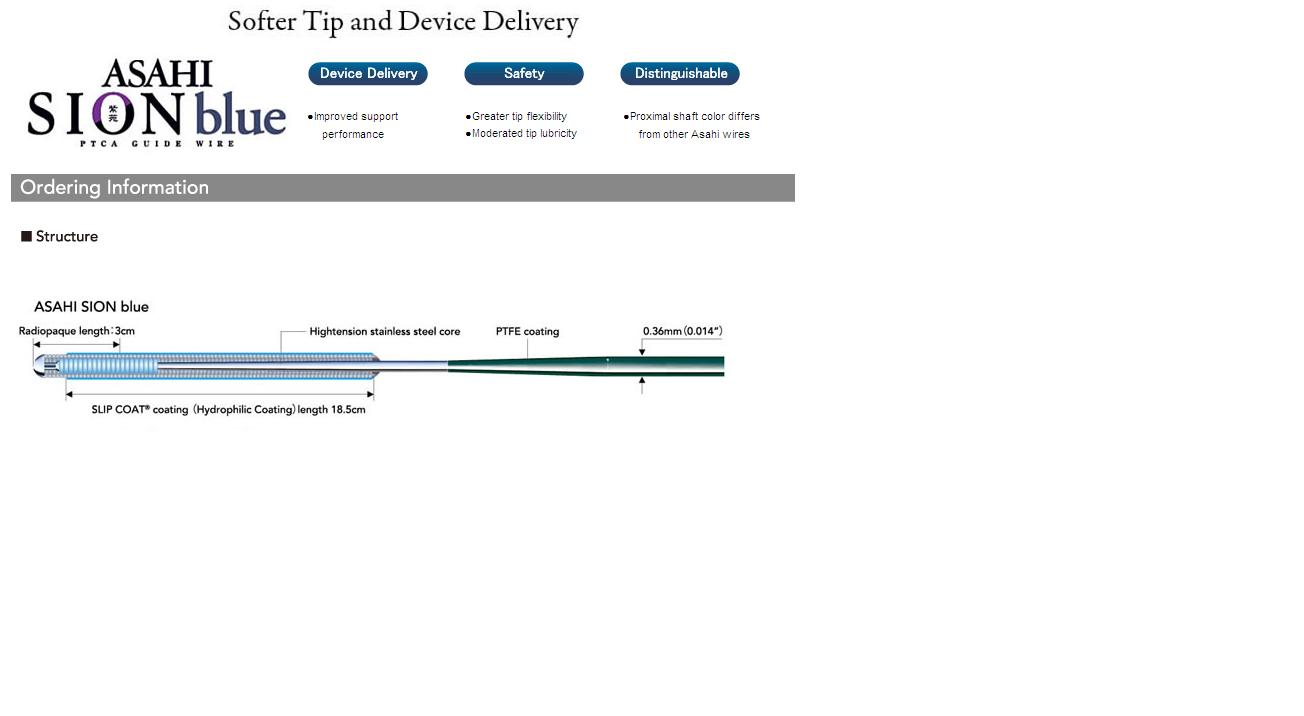 Softer Tip and Device Delivery
ASAHI
SION blue
紫苑
PTCA GUIDE WIRE
Device Delivery
●Improved support
performance
Safety
●Greater tip flexibility
●Moderated tip lubricity
Distinguishable
●Proximal shaft color differs
from other Asahi wires
Ordering Information
■ Structure
ASAHI SION blue
Radiopaque length:3cm
Hightension stainless steel core
PTFE coating
0.36mm(0.014")
SLIP COAT® coating (Hydrophilic Coating)length 18.5cm